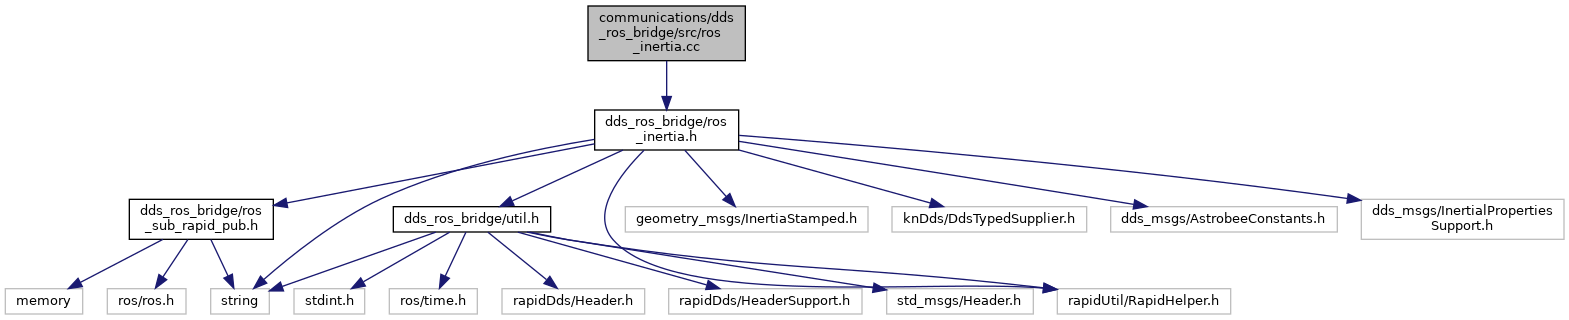 communications/dds
_ros_bridge/src/ros
_inertia.cc
dds_ros_bridge/ros
_inertia.h
dds_ros_bridge/ros
_sub_rapid_pub.h
dds_ros_bridge/util.h
geometry_msgs/InertiaStamped.h
knDds/DdsTypedSupplier.h
dds_msgs/AstrobeeConstants.h
dds_msgs/InertialProperties
Support.h
memory
ros/ros.h
string
stdint.h
ros/time.h
rapidDds/Header.h
rapidDds/HeaderSupport.h
std_msgs/Header.h
rapidUtil/RapidHelper.h